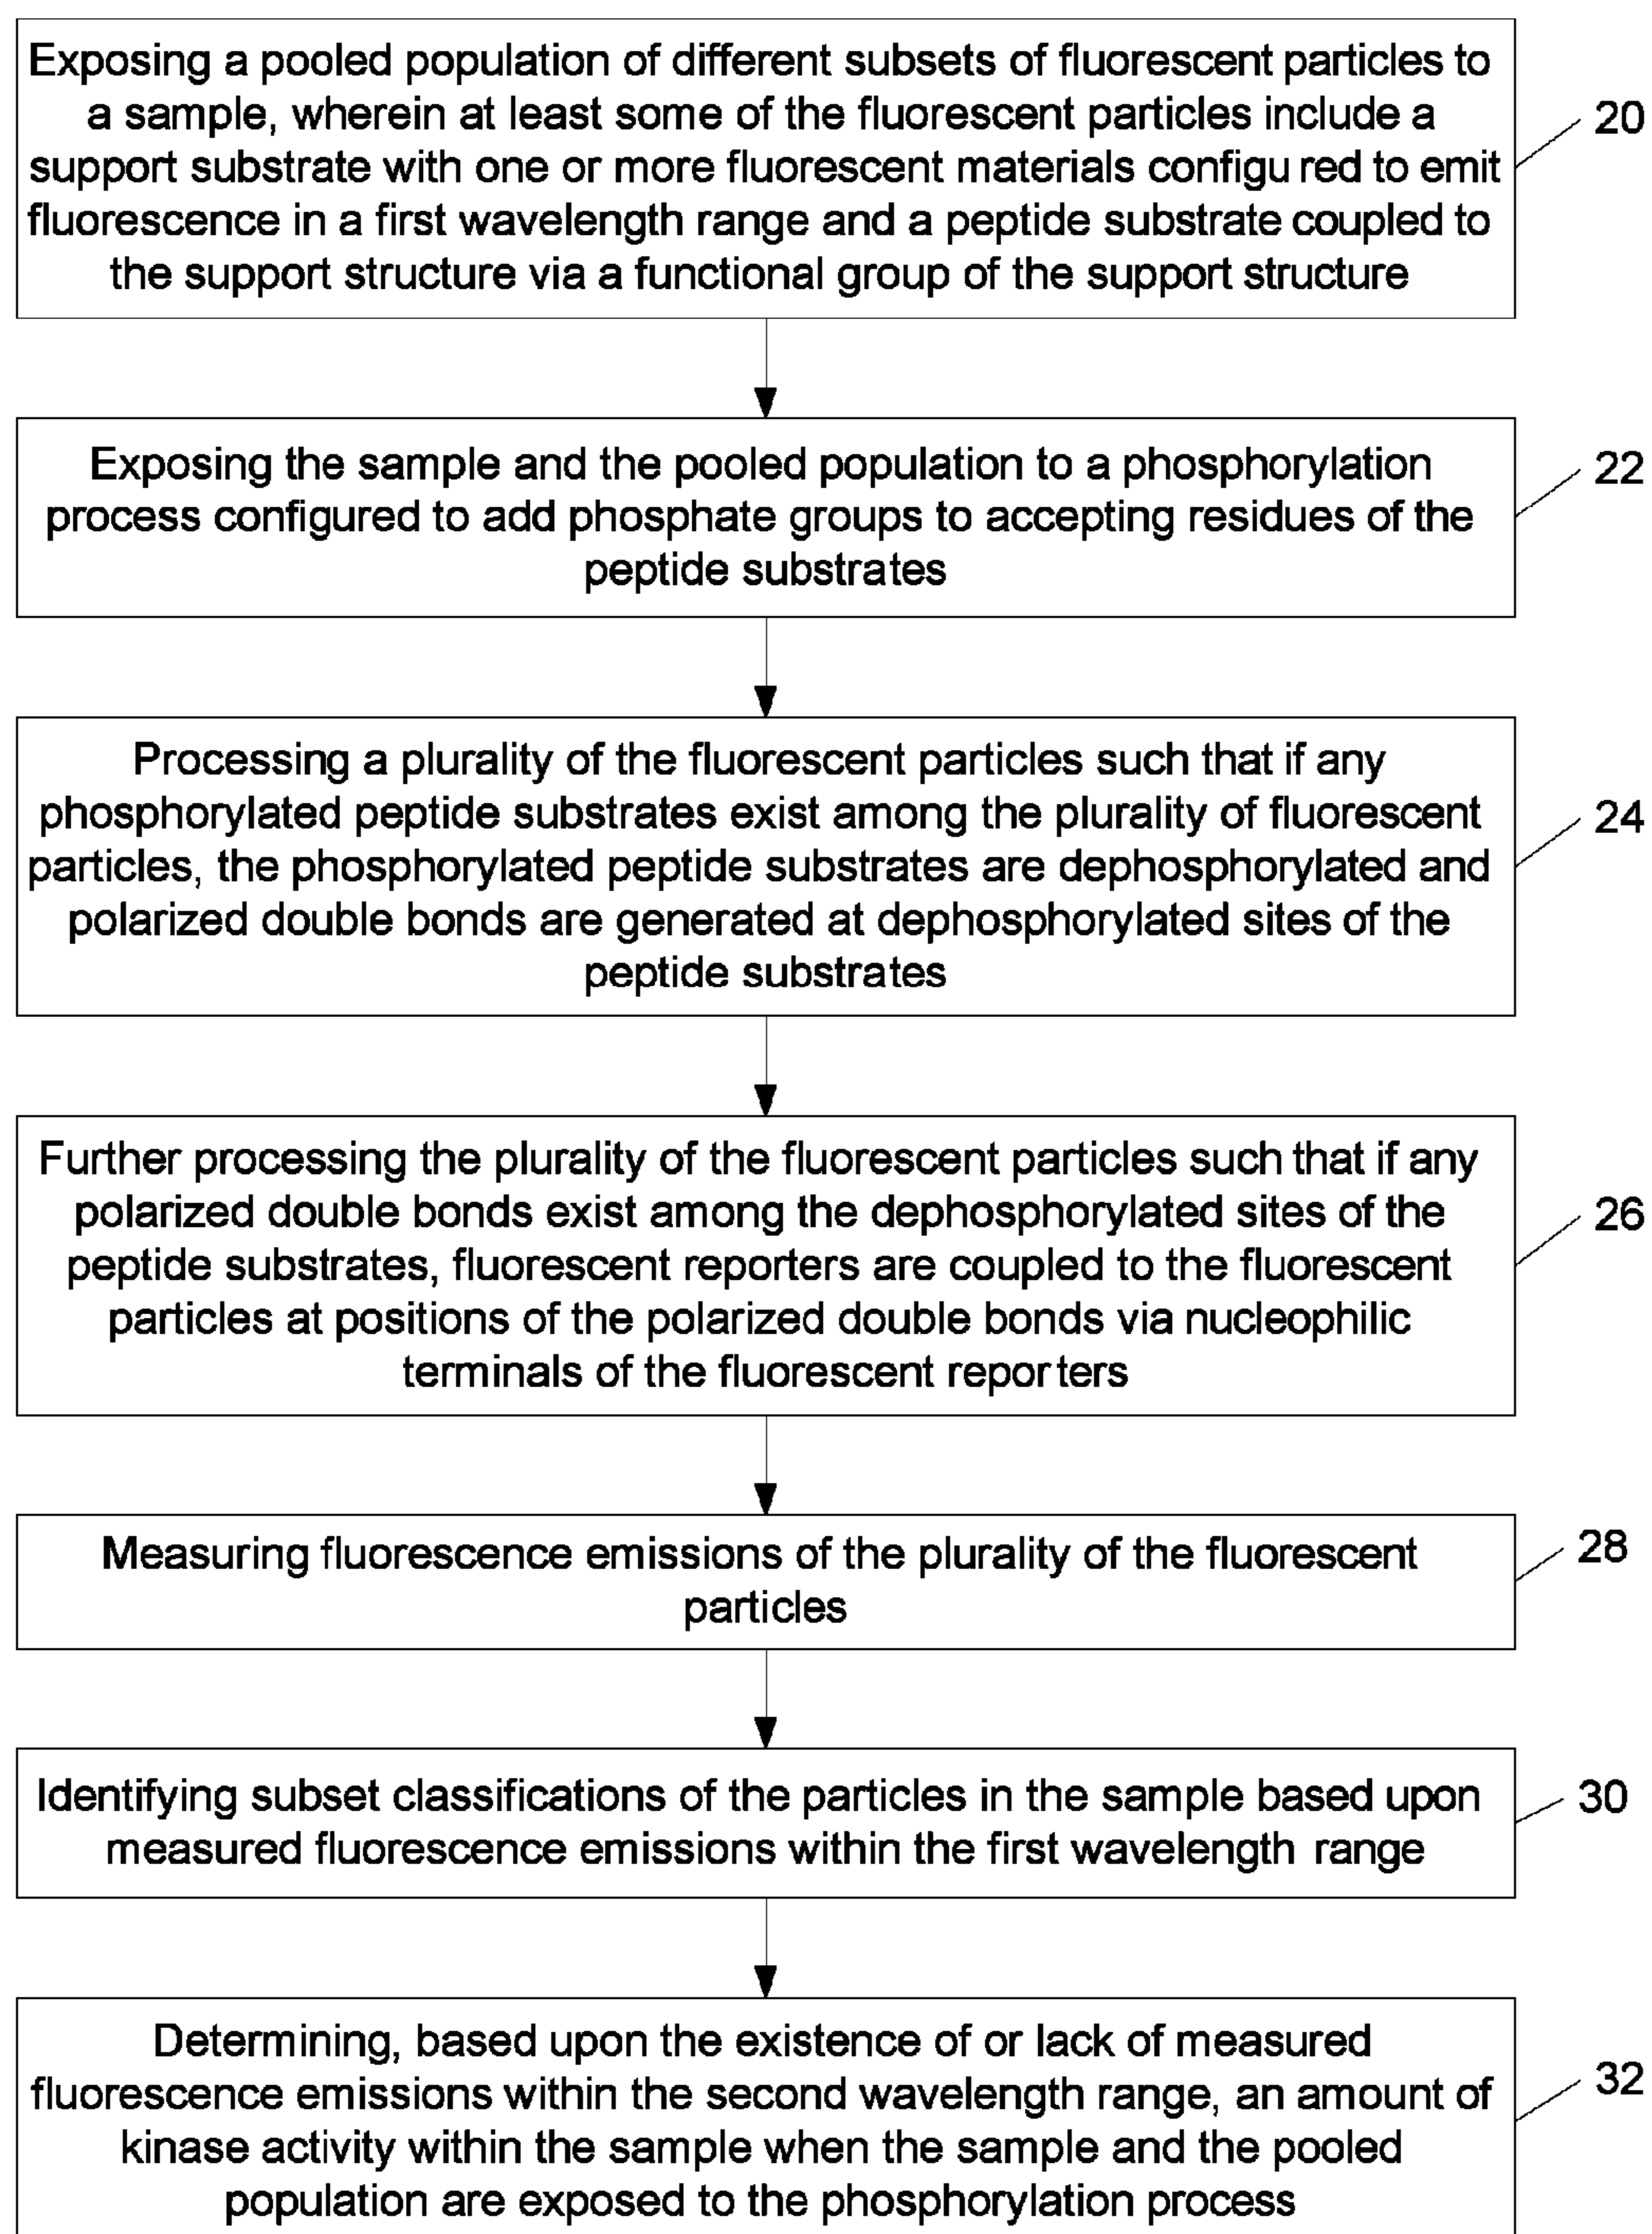 Exposing a pooled population of different subsets of fluorescent particles to
a sample, wherein at least some of the fluorescent particles include a
support substrate with one or more fluorescent materials configu red to emit
fluorescence in a first wavelength range and a peptide substrate coupled to
the support structure via a functional group of the support structure
20
Exposing the sample and the pooled population to a phosphorylation
process configured to add phosphate groups to accepting residues of the
peptide substrates
22
Processing a plurality of the fluorescent particles such that if any
phosphorylated peptide substrates exist among the plurality of fluorescent
particles, the phosphorylated peptide substrates are dephosphorylated and
polarized double bonds are generated at dephosphorylated sites of the
peptide substrates
24
Further processing the plurality of the fluorescent particles such that if any
polarized double bonds exist among the dephosphorylated sites of the
peptide substrates, fluorescent reporters are coupled to the fluorescent
particles at positions of the polarized double bonds via nucleophilic
terminals of the fluorescent reporters
26
Measuring fluorescence emissions of the plurality of the fluorescent
particles
28
Identifying subset classifications of the particles in the sample based upon
measured fluorescence emissions within the first wavelength range
30
Determining, based upon the existence of or lack of measured
fluorescence emissions within the second wavelength range, an amount of
kinase activity within the sample when the sample and the pooled
population are exposed to the phosphorylation process
32